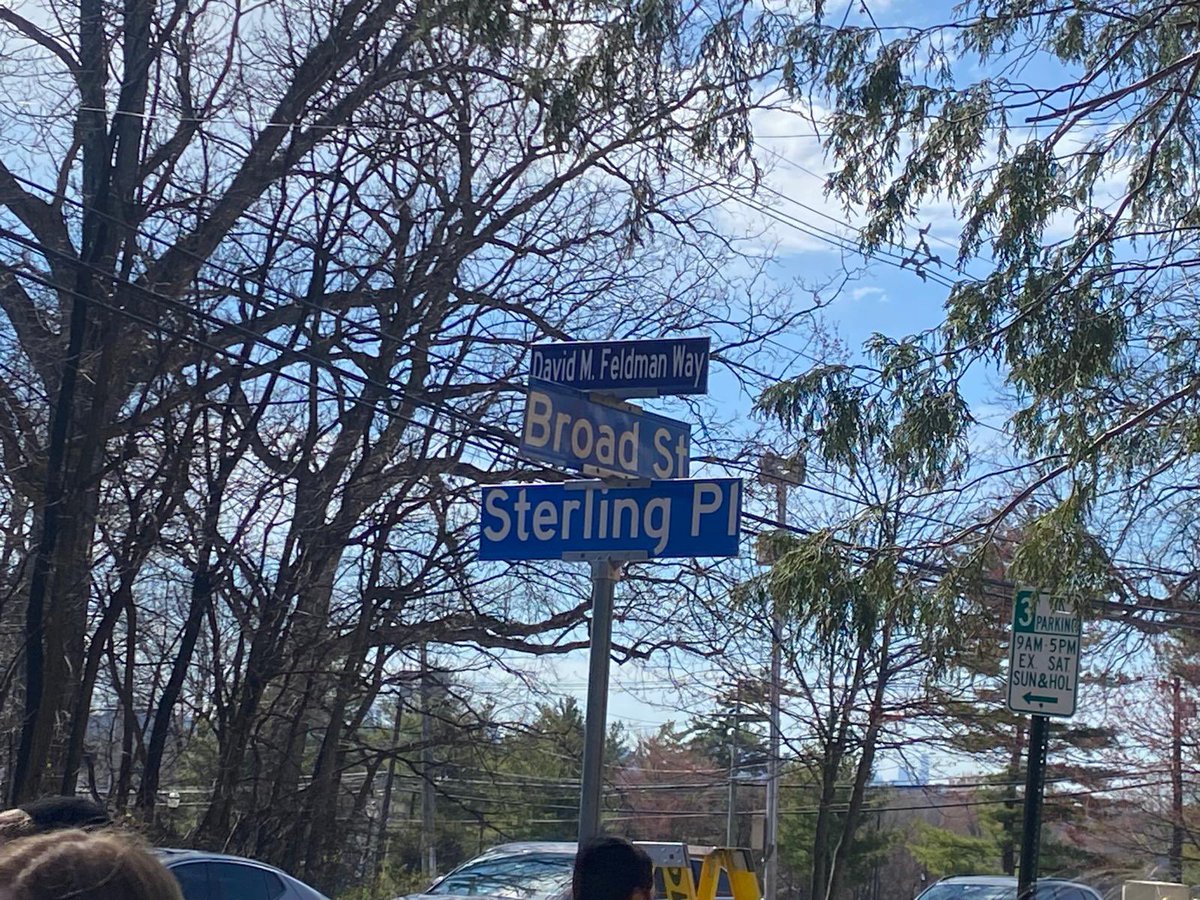 David M. Feldman Way
Broad St
Sterling Pl
3 HR
PARKING
9AM-5PM
EX SAT
SUN&HOL